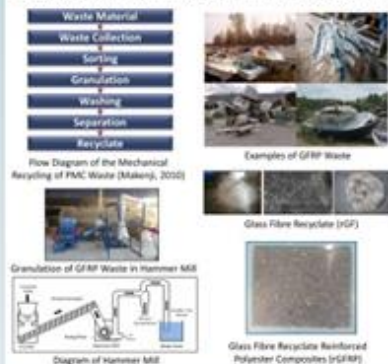 Waste Material
Waste Collection
Sorting
Granulation
Washing
Separation
Recyclate
Flow Diagram of the Mechanical
Recycling of PMC Waste (Makenji, 2010)
Granulation of GFRP Waste in Hammer Mill
Diagram of Hammer Mill
Examples of GFRP Waste
Glass Fibre Recyclate (rGF)
Glass Fibre Recyclate Reinforced
Polyester Composites (rGFRP)